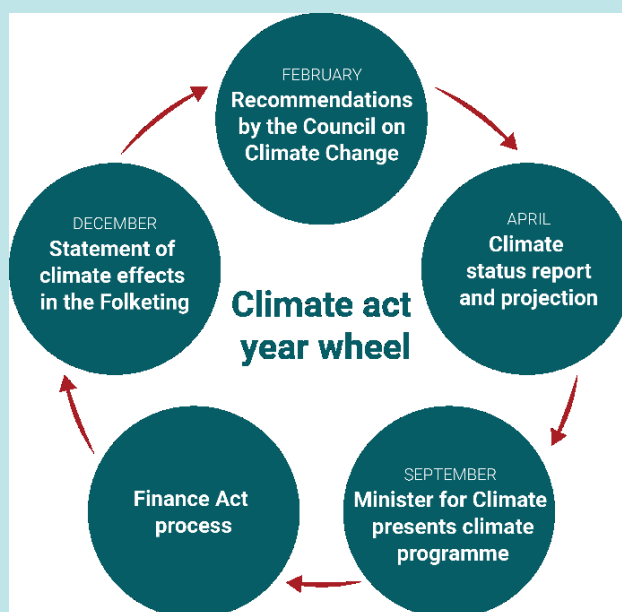 FEBRUARY
Recommendations
by the Council on
Climate Change
APRIL
Climate
status report
and projection
SEPTEMBER
Minister for Climate
presents climate
programme
Finance Act
process
DECEMBER
Statement of
climate effects
in the Folketing
Climate act
year wheel